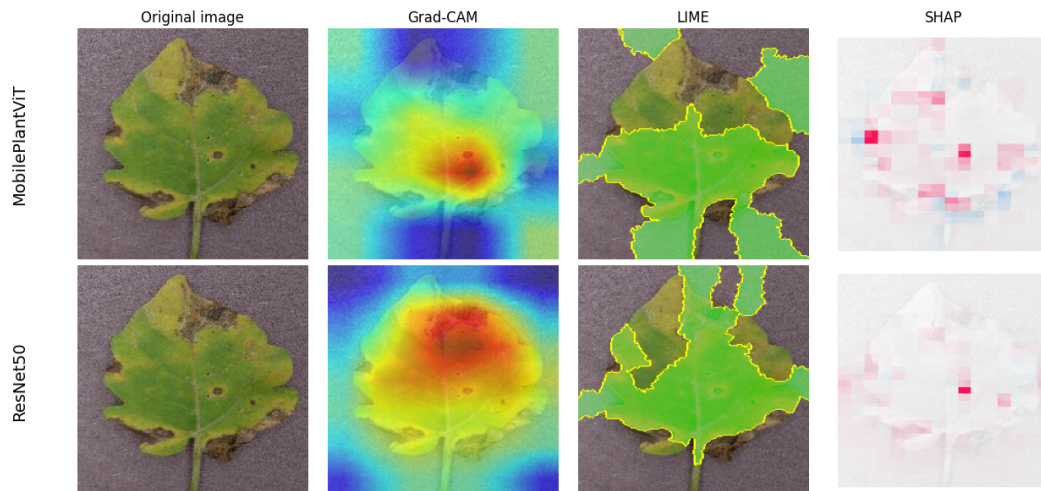 Original image
Grad-CAM
LIME
SHAP
MobilePlantViT
ResNet50